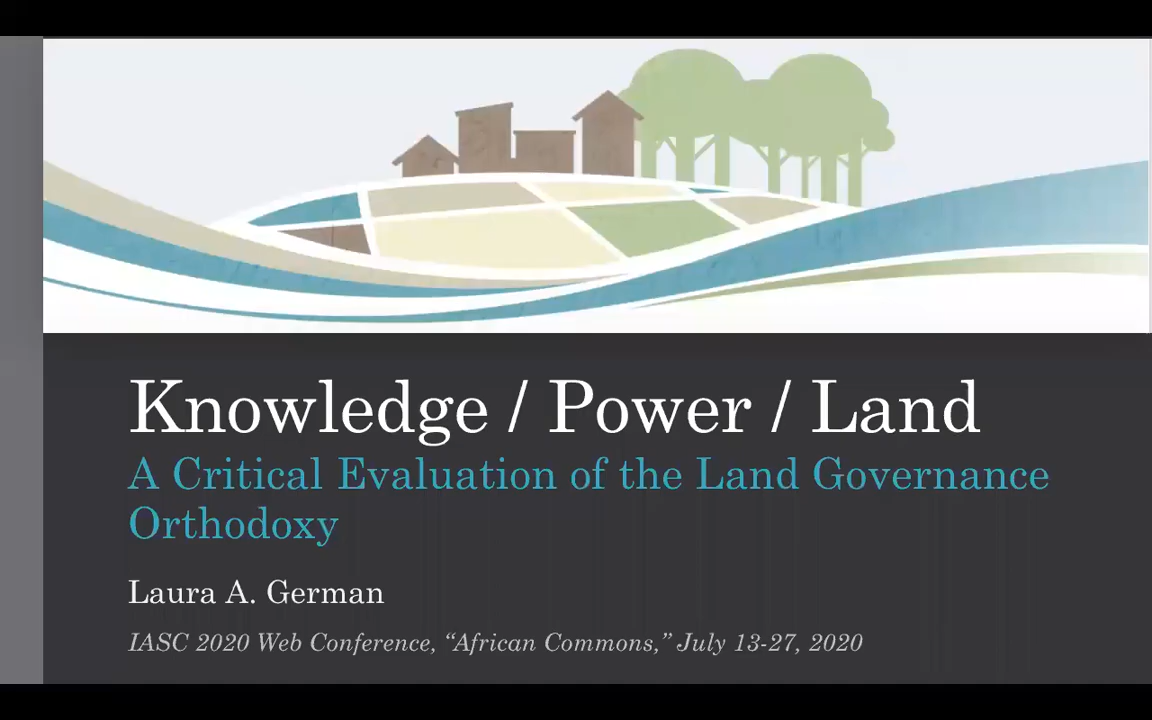 Knowledge / Power / Land
A Critical Evaluation of the Land Governance
Orthodoxy
Laura A. German
IASC 2020 Web Conference, “African Commons,” July 13-27, 2020